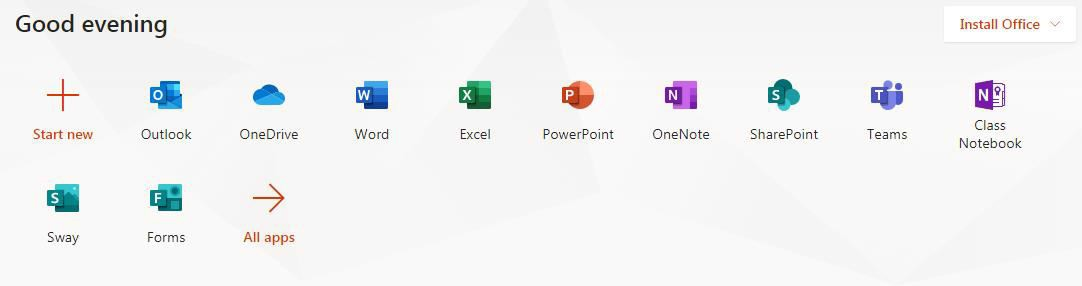 Good evening
Install Office
Start new
Outlook
OneDrive
Word
Excel
PowerPoint
OneNote
SharePoint
Teams
Class
Notebook
Sway
Forms
All apps